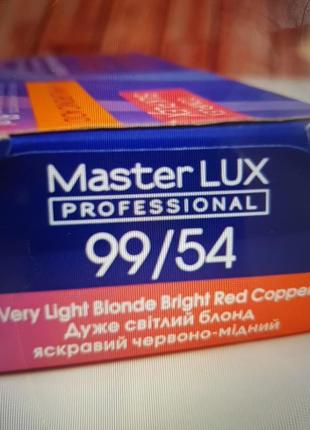 Master LUX
PROFESSIONAL
99/54
Very Light Blonde Bright Red Copper
Дуже світлий блонд
яскравий червоно-мідний